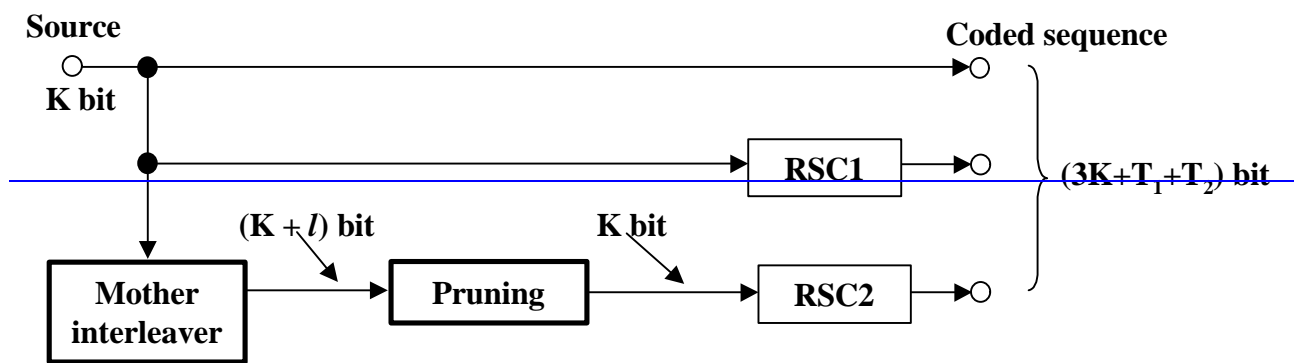 Source
Coded sequence
K bit
RSC1
(3K+T1+T2) bit
(K + l) bit
K bit
Mother
interleaver
Pruning
RSC2